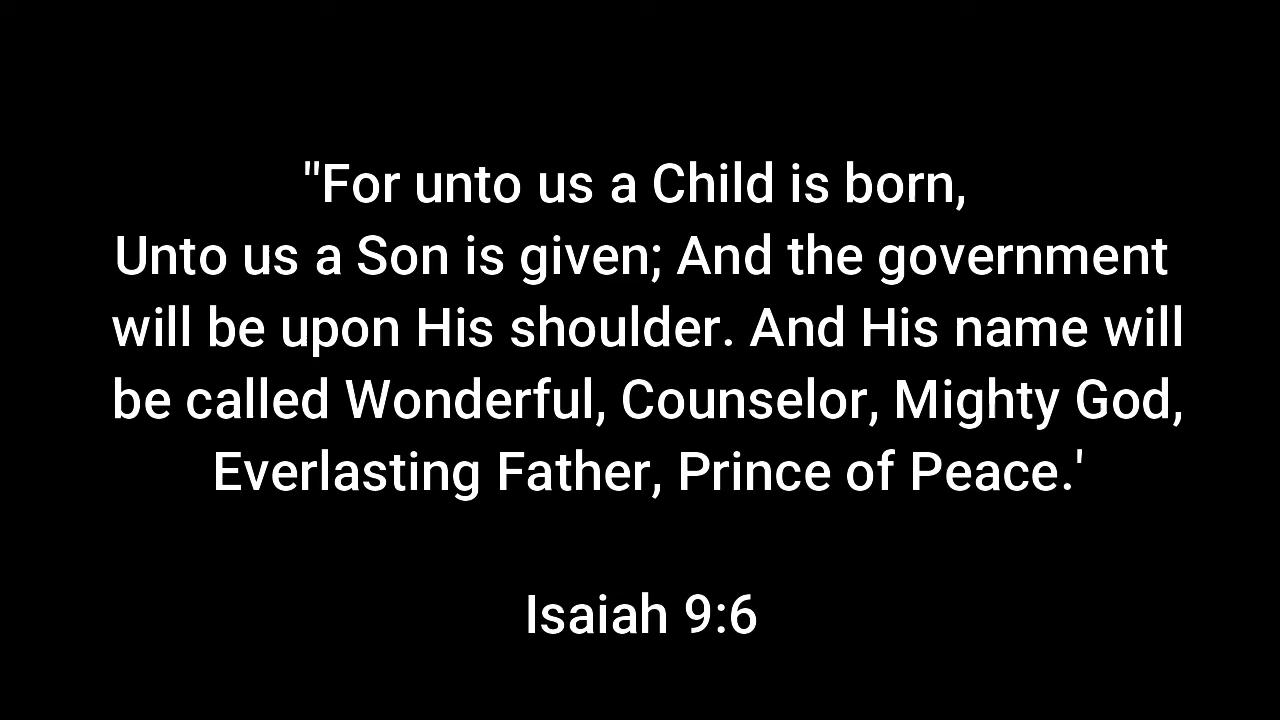 "For unto us a Child is born,
Unto us a Son is given; And the government
will be upon His shoulder. And His name will
be called Wonderful, Counselor, Mighty God,
Everlasting Father, Prince of Peace.'
Isaiah 9:6